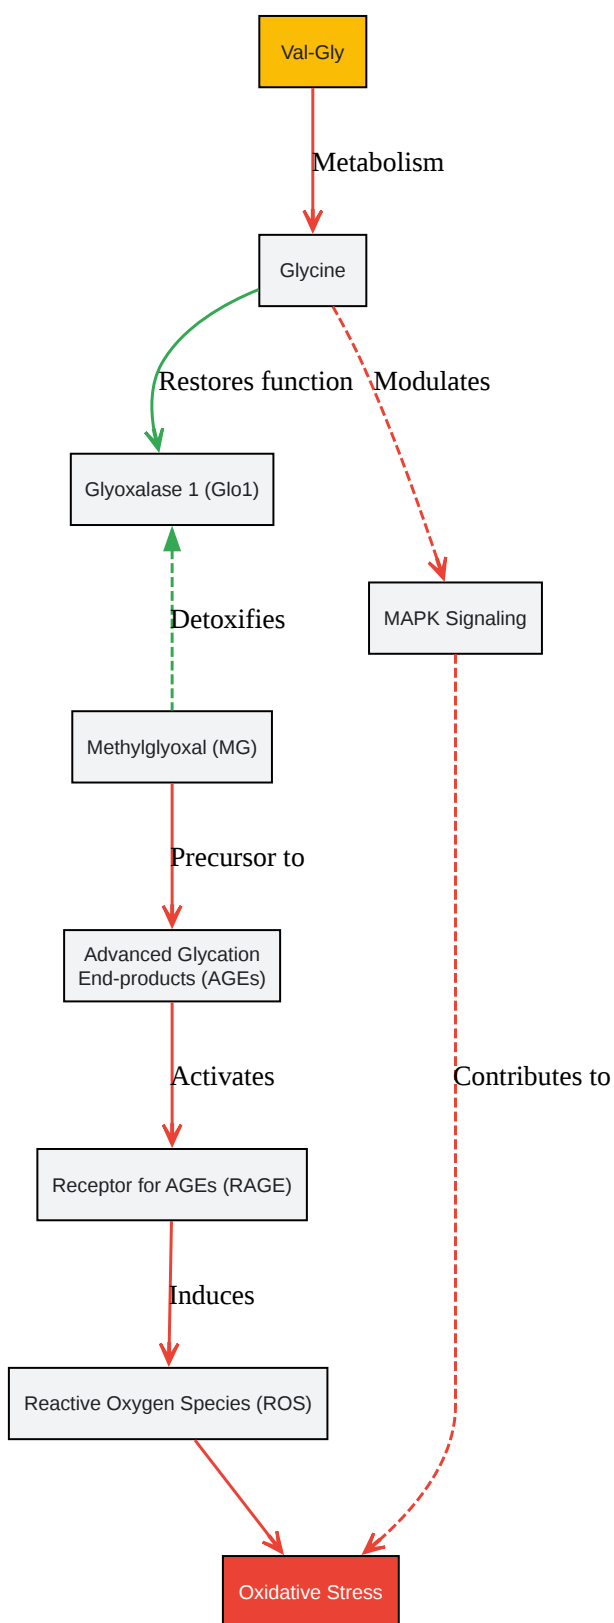 Val-Gly
Metabolism
Glycine
Restores function
Modulates
Glyoxalase 1 (Glo1)
Detoxifies
MAPK Signaling
Methylglyoxal (MG)
Precursor to
Advanced Glycation
End-products (AGEs)
Activates
Contributes to
Receptor for AGEs (RAGE)
Induces
Reactive Oxygen Species (ROS)
Oxidative Stress